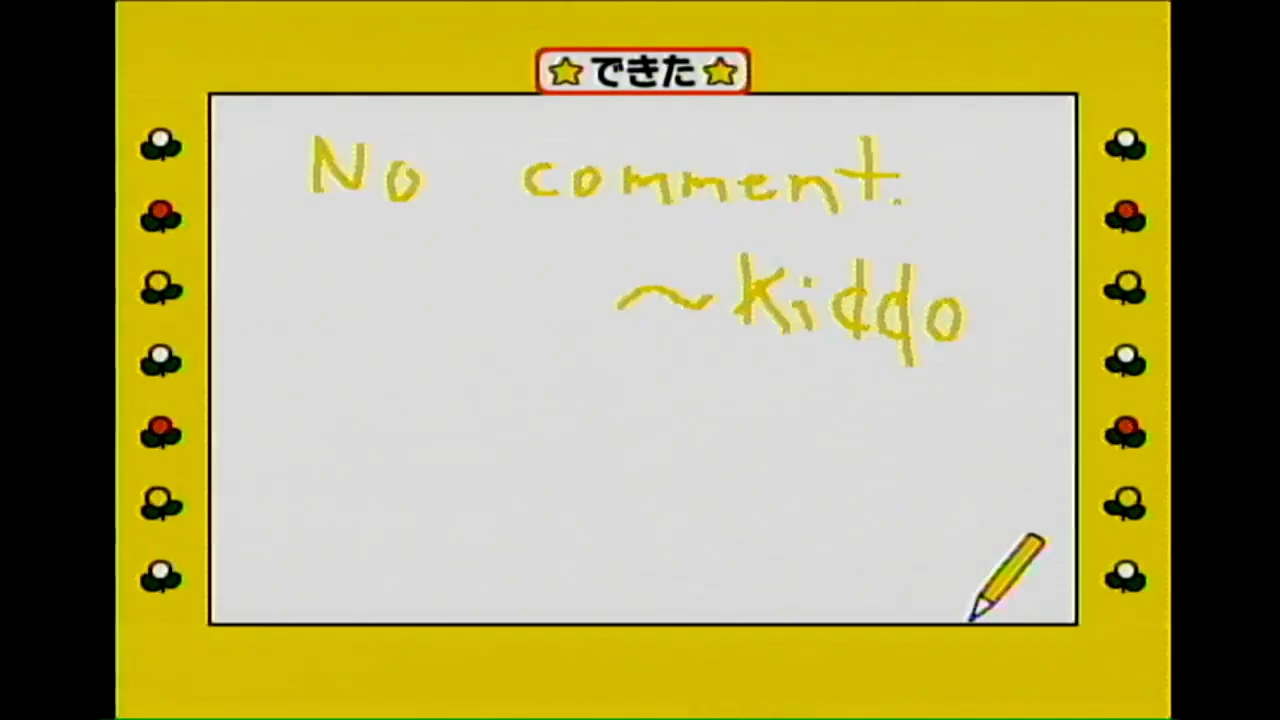 ☆できた☆
No comment.
~Kiddo